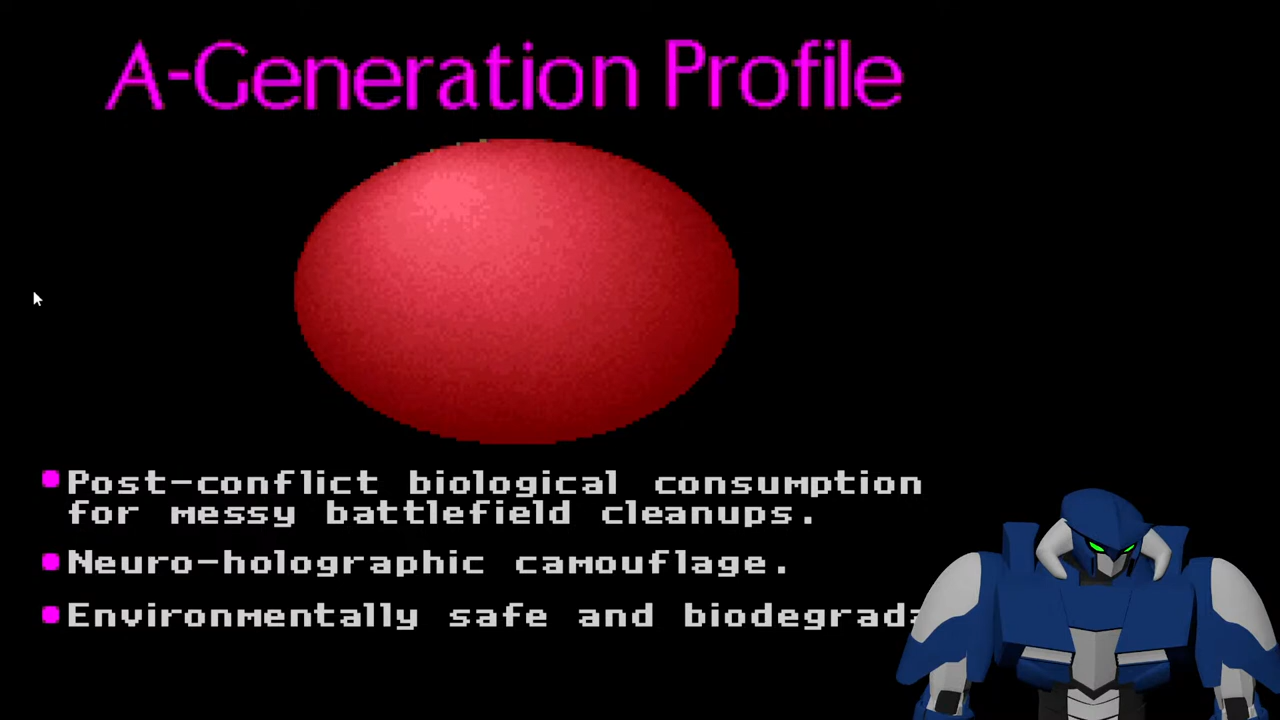 A-Generation Profile
Post-conflict biological consumption
for messy battlefield cleanups.
Neuro-holographic camouflage.
Environmentally safe and